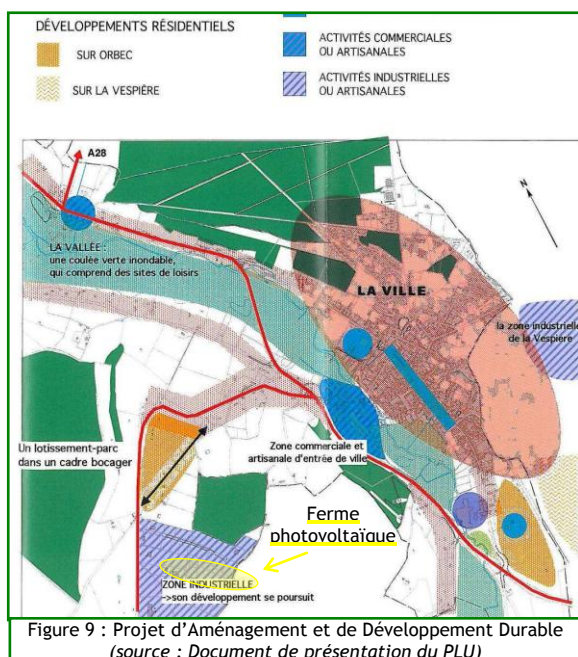 DÉVELOPPEMENTS RÉSIDENTIELS
SUR ORBEC
SUR LA VESPIÈRE
ACTIVITÉS COMMERCIALES
OU ARTISANALES
ACTIVITÉS INDUSTRIELLES
OU ARTISANALES
A28
N
LA VALLÉE :
une coulée verte inondable,
qui comprend des sites de loisirs
LA VILLE
la zone industrielle
de la Vespière
Un lotissement-parc
dans un cadre bocager
Zone commerciale et
artisanale d'entrée de ville
Ferme
photovoltaïque
ZONE INDUSTRIELLE
->son développement se poursuit
Figure 9 : Projet d'Aménagement et de Développement Durable
(source : Document de présentation du PLU)